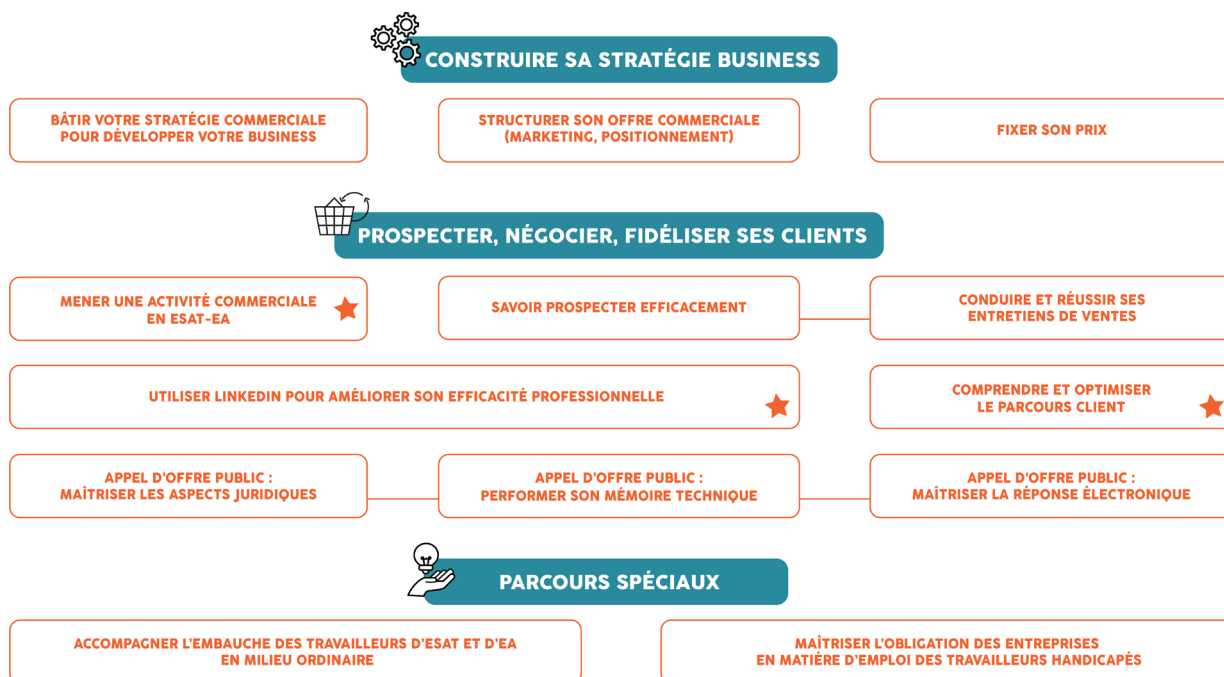 CONSTRUIRE SA STRATÉGIE BUSINESS
BÂTIR VOTRE STRATÉGIE COMMERCIALE
POUR DÉVELOPPER VOTRE BUSINESS
STRUCTURER SON OFFRE COMMERCIALE
(MARKETING, POSITIONNEMENT)
FIXER SON PRIX
PROSPECTER, NÉGOCIER, FIDÉLISER SES CLIENTS
MENER UNE ACTIVITÉ COMMERCIALE
EN ESAT-EA
SAVOIR PROSPECTER EFFICACEMENT
CONDUIRE ET RÉUSSIR SES
ENTRETIENS DE VENTES
UTILISER LINKEDIN POUR AMÉLIORER SON EFFICACITÉ PROFESSIONNELLE
COMPRENDRE ET OPTIMISER
LE PARCOURS CLIENT
APPEL D'OFFRE PUBLIC :
MAÎTRISER LES ASPECTS JURIDIQUES
APPEL D'OFFRE PUBLIC :
PERFORMER SON MÉMOIRE TECHNIQUE
APPEL D'OFFRE PUBLIC :
MAÎTRISER LA RÉPONSE ÉLECTRONIQUE
PARCOURS SPÉCIAUX
ACCOMPAGNER L'EMBAUCHE DES TRAVAILLEURS D'ESAT ET D'EA
EN MILIEU ORDINAIRE
MAÎTRISER L'OBLIGATION DES ENTREPRISES
EN MATIÈRE D'EMPLOI DES TRAVAILLEURS HANDICAPÉS